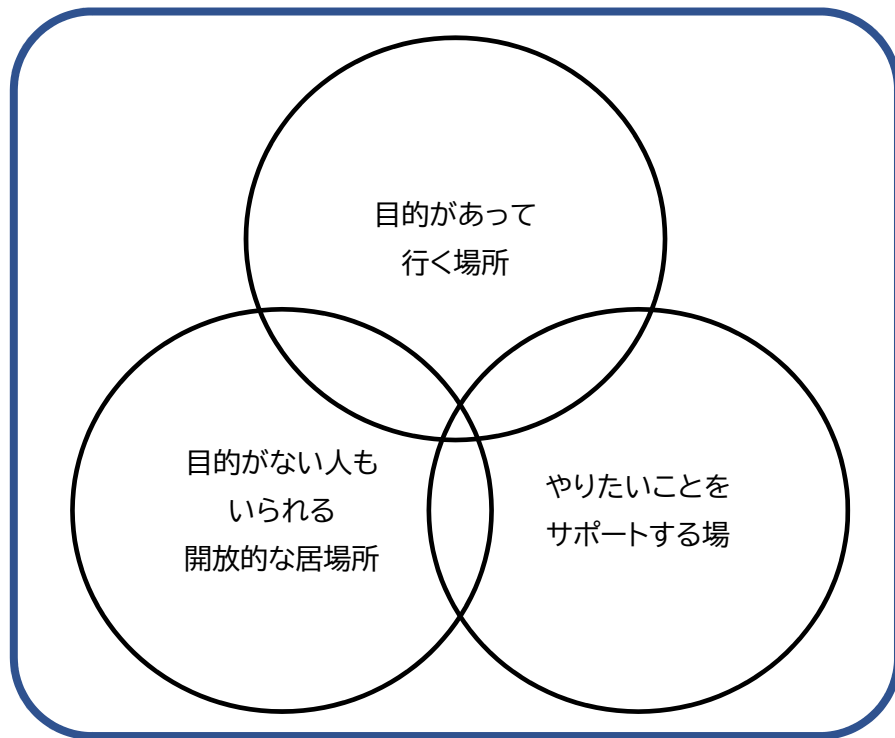 目的があって
行く場所
目的がない人も
いられる
開放的な居場所
やりたいことを
サポートする場